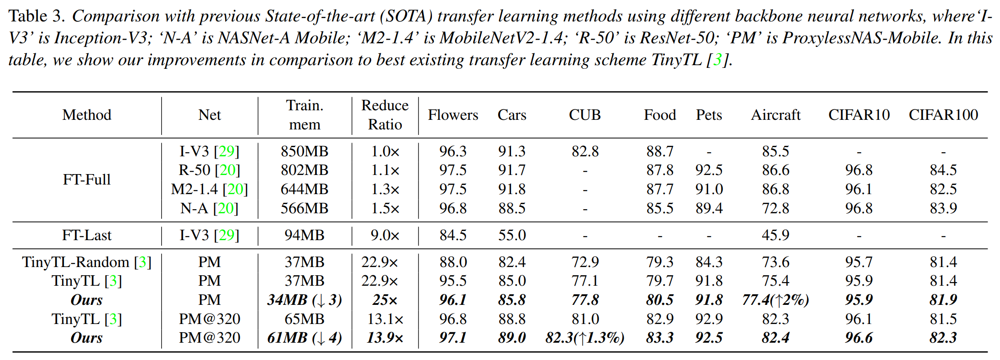 Table 3. Comparison with previous State-of-the-art (SOTA) transfer learning methods using different backbone neural networks, where‘I-
V3’ is Inception-V3; ‘N-A’ is NASNet-A Mobile; ‘M2-1.4’ is MobileNetV2-1.4; ‘R-50’ is ResNet-50; ‘PM’ is ProxylessNAS-Mobile. In this
table, we show our improvements in comparison to best existing transfer learning scheme TinyTL [3].
Method Net Train. mem Reduce Ratio Flowers Cars CUB Food Pets Aircraft CIFAR10 CIFAR100
FT-Full I-V3 [29] 850MB 1.0× 96.3 91.3 82.8 88.7 - 85.5 - -
R-50 [20] 802MB 1.1× 97.5 91.7 - 87.8 92.5 86.6 96.8 84.5
M2-1.4 [20] 644MB 1.3× 97.5 91.8 - 87.7 91.0 86.8 96.1 82.5
N-A [20] 566MB 1.5× 96.8 88.5 - 85.5 89.4 72.8 96.8 83.9
FT-Last I-V3 [29] 94MB 9.0× 84.5 55.0 - - - 45.9 - -
TinyTL-Random [3] PM 37MB 22.9× 88.0 82.4 72.9 79.3 84.3 73.6 95.7 81.4
TinyTL [3] PM 37MB 22.9× 95.5 85.0 77.1 79.7 91.8 75.4 95.9 81.4
Ours PM 34MB (↓ 3) 25× 96.1 85.8 77.8 80.5 91.8 77.4(↑2%) 95.9 81.9
TinyTL [3] PM@320 65MB 13.1× 96.8 88.8 81.0 82.9 92.9 82.3 96.1 81.5
Ours PM@320 61MB (↓ 4) 13.9× 97.1 89.0 82.3(↑1.3%) 83.3 92.5 82.4 96.6 82.3